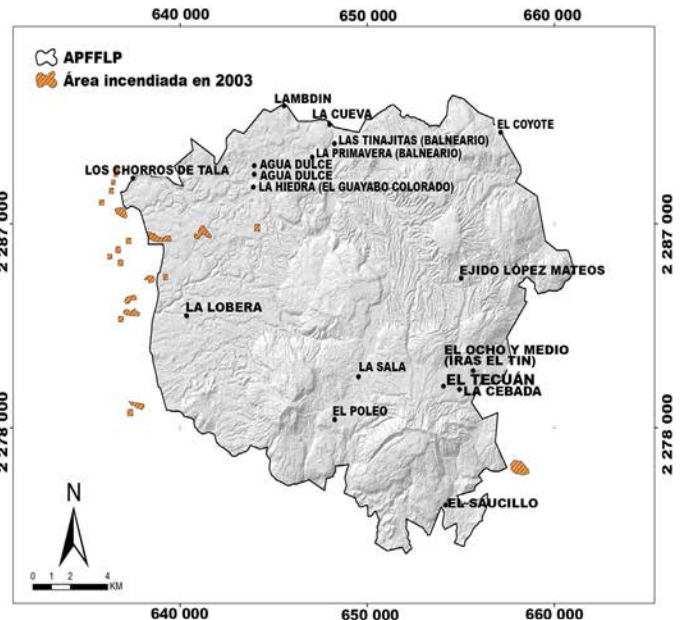 640 000 650 000 660 000
APFFLP
Área incendiada en 2003
LAMBDIN
LA CUEVA
EL COYOTE
LAS TINAJITAS (BALNEARIO)
LA PRIMAVERA (BALNEARIO)
AGUA DULCE
LOS CHORROS DE TALA
AGUA DULCE
LA HIEDRA (EL GUAYABO COLORADO)
2 287 000
2 287 000
EJIDO LÓPEZ MATEOS
LA LOBERA
EL OCHO Y MEDIO
(IRAS EL TIN)
LA SALA
EL TECUÁN
LA CEBADA
EL POLEO
2 278 000
2 278 000
EL SAUCILLO
N
0 1 2 4
KM
640 000 650 000 660 000